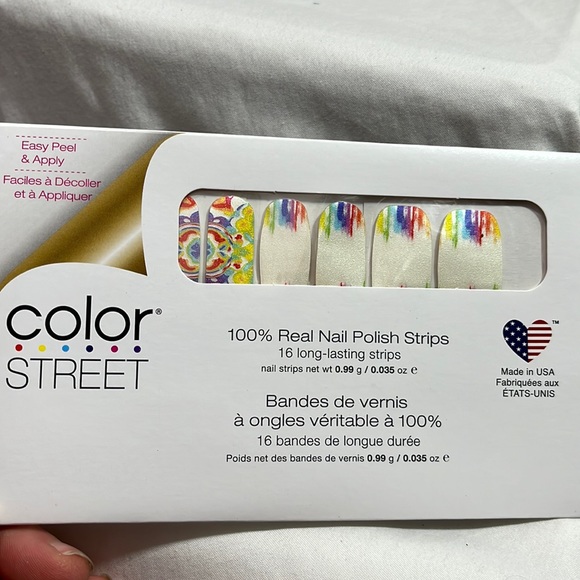 Easy Peel
& Apply
Faciles à Décoller
et à Appliquer
color®
STREET
100% Real Nail Polish Strips
16 long-lasting strips
nail strips net wt 0.99 g / 0.035 oz ℮
Bandes de vernis
à ongles véritable à 100%
16 bandes de longue durée
Poids net des bandes de vernis 0.99 g / 0.035 oz ℮
™
Made in USA
Fabriquées aux
ÉTATS-UNIS